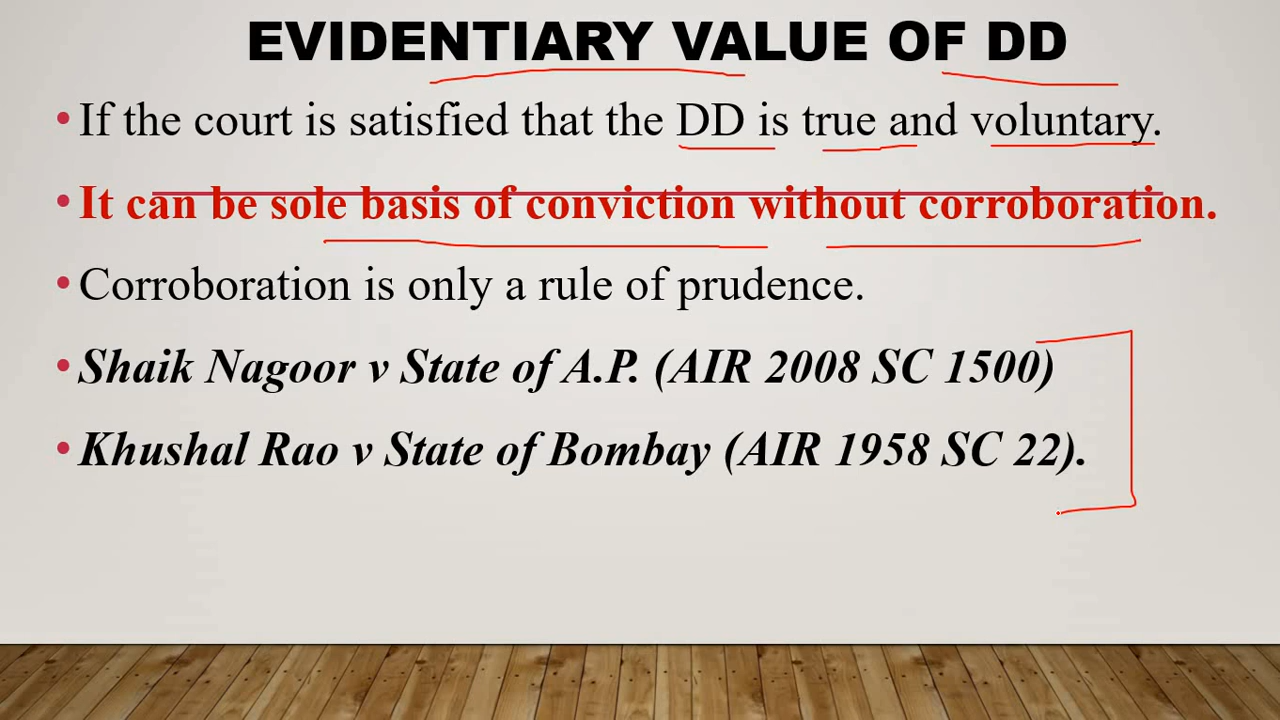 EVIDENTIARY VALUE OF DD
• If the court is satisfied that the DD is true and voluntary.
• It can be sole basis of conviction without corroboration.
• Corroboration is only a rule of prudence.
• Shaik Nagoor v State of A.P. (AIR 2008 SC 1500)
• Khushal Rao v State of Bombay (AIR 1958 SC 22).